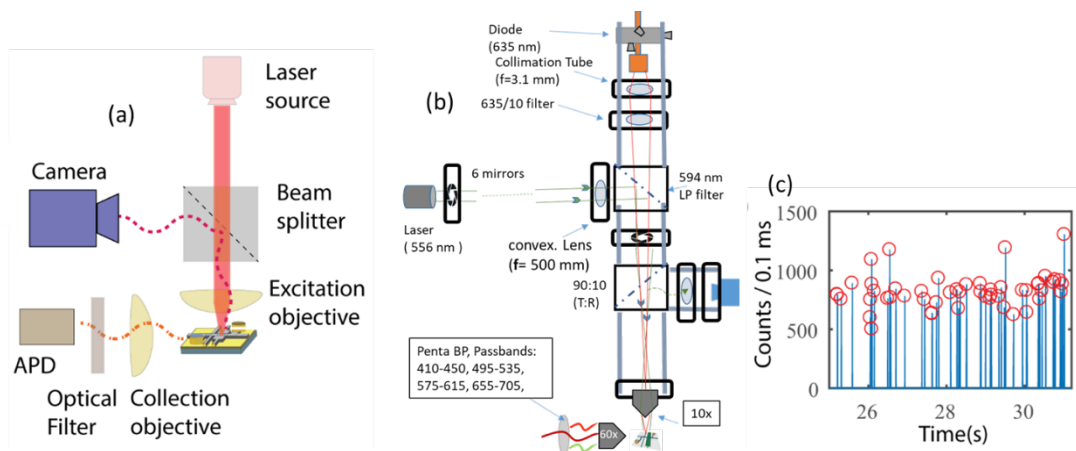 (a)
Laser
source
Camera
Beam
splitter
Excitation
objective
APD
Optical
Filter
Collection
objective
(b)
Diode
(635 nm)
Collimation Tube
(f=3.1 mm)
635/10 filter
6 mirrors
594 nm
LP filter
Laser
( 556 nm )
convex. Lens
(f= 500 mm)
90:10
(T:R)
Penta BP, Passbands:
410-450, 495-535,
575-615, 655-705,
10x
60x
(c)
1500
1000
500
0
Counts / 0.1 ms
26
28
30
Time(s)